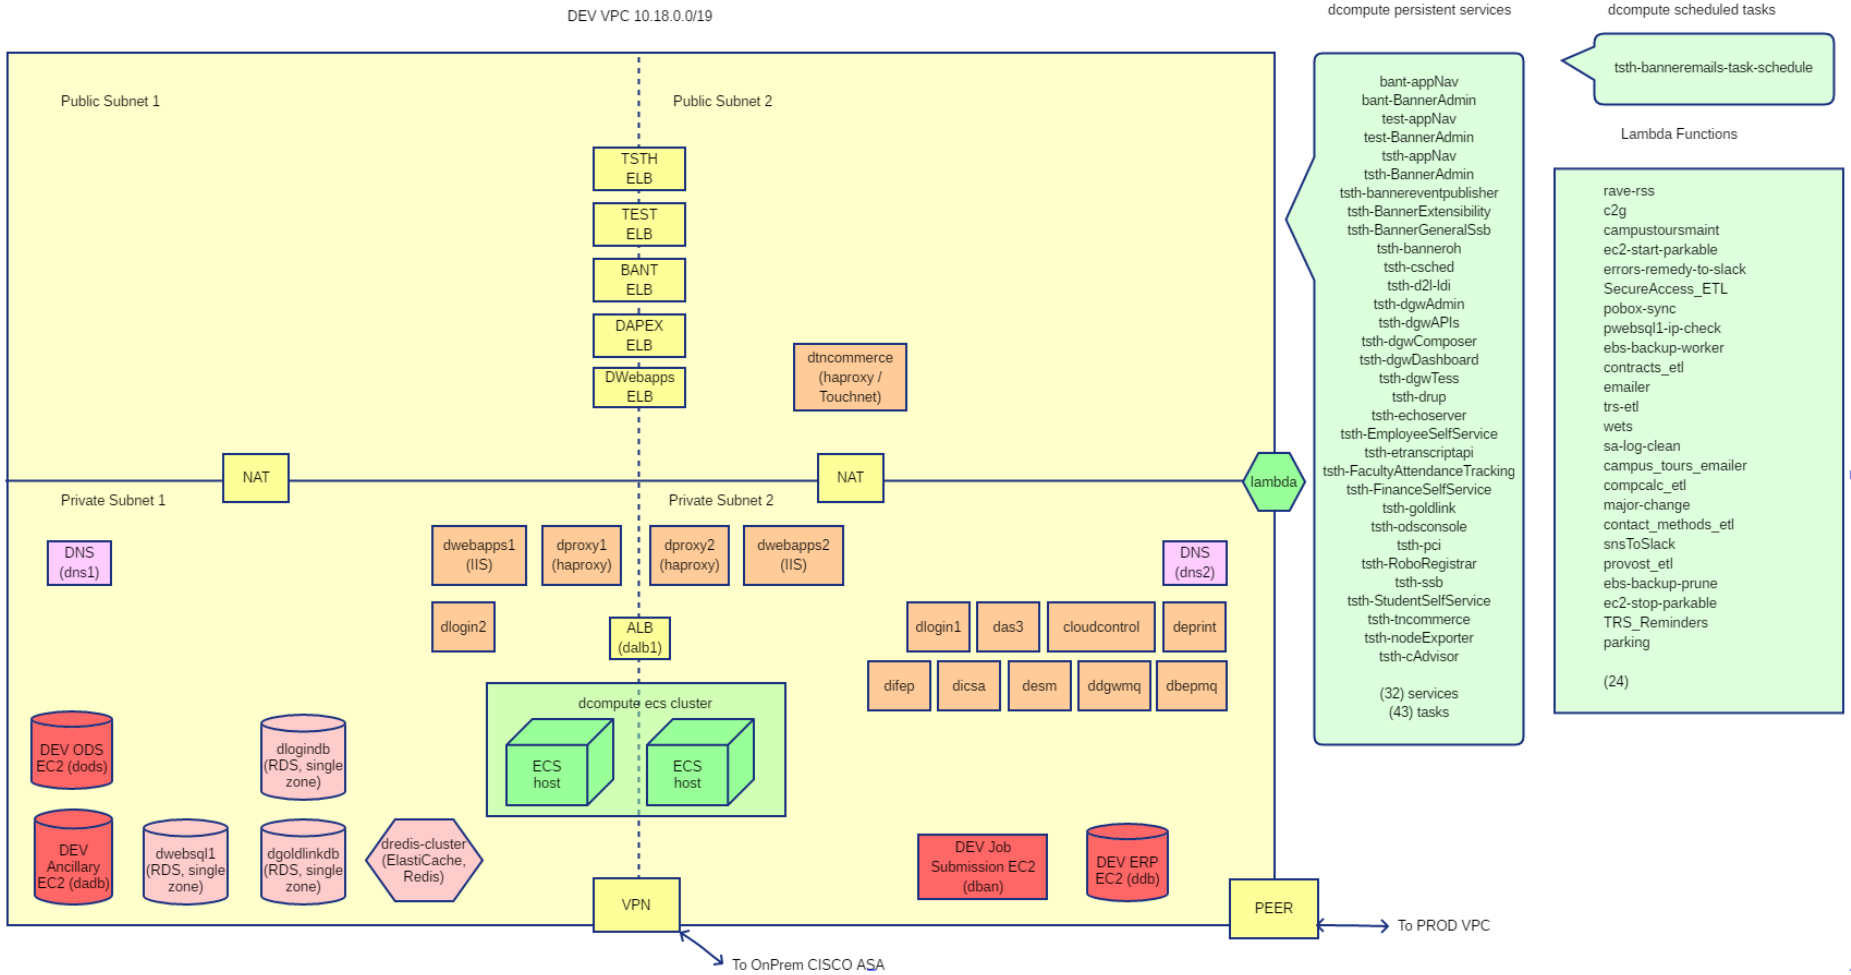 DEV VPC 10.18.0.0/19
dcompute persistent services
dcompute scheduled tasks
Public Subnet 1
Public Subnet 2
TSTH
ELB
TEST
ELB
BANT
ELB
DAPEX
ELB
DWebapps
ELB
dtncommerce
(haproxy /
Touchnet)
NAT
NAT
lambda
Private Subnet 1
Private Subnet 2
DNS
(dns1)
dwebapps1
(IIS)
dproxy1
(haproxy)
dproxy2
(haproxy)
dwebapps2
(IIS)
DNS
(dns2)
dlogin2
ALB
(dalb1)
dlogin1
das3
cloudcontrol
deprint
difep
dicsa
desm
ddgwmq
dbepmq
dcompute ecs cluster
ECS
host
ECS
host
DEV ODS
EC2 (dods)
dlogindb
(RDS, single
zone)
DEV
Ancillary
EC2 (dadb)
dwebsql1
(RDS, single
zone)
dgoldlinkdb
(RDS, single
zone)
dredis-cluster
(ElastiCache,
Redis)
DEV Job
Submission EC2
(dban)
DEV ERP
EC2 (ddb)
VPN
PEER
To PROD VPC
To OnPrem CISCO ASA
bant-appNav
bant-BannerAdmin
test-appNav
test-BannerAdmin
tsth-appNav
tsth-BannerAdmin
tsth-bannereventpublisher
tsth-BannerExtensibility
tsth-BannerGeneralSsb
tsth-banneroh
tsth-csched
tsth-d2l-ldi
tsth-dgwAdmin
tsth-dgwAPIs
tsth-dgwComposer
tsth-dgwDashboard
tsth-dgwTess
tsth-drup
tsth-echoserver
tsth-EmployeeSelfService
tsth-etranscriptapi
tsth-FacultyAttendanceTracking
tsth-FinanceSelfService
tsth-goldlink
tsth-odsconsole
tsth-pci
tsth-RoboRegistrar
tsth-ssb
tsth-StudentSelfService
tsth-tncommerce
tsth-nodeExporter
tsth-cAdvisor
(32) services
(43) tasks
tsth-banneremails-task-schedule
Lambda Functions
rave-rss
c2g
campustoursmaint
ec2-start-parkable
errors-remedy-to-slack
SecureAccess_ETL
pobox-sync
pwebsql1-ip-check
ebs-backup-worker
contracts_etl
emailer
trs-etl
wets
sa-log-clean
campus_tours_emailer
compcalc_etl
major-change
contact_methods_etl
snsToSlack
provost_etl
ebs-backup-prune
ec2-stop-parkable
TRS_Reminders
parking
(24)